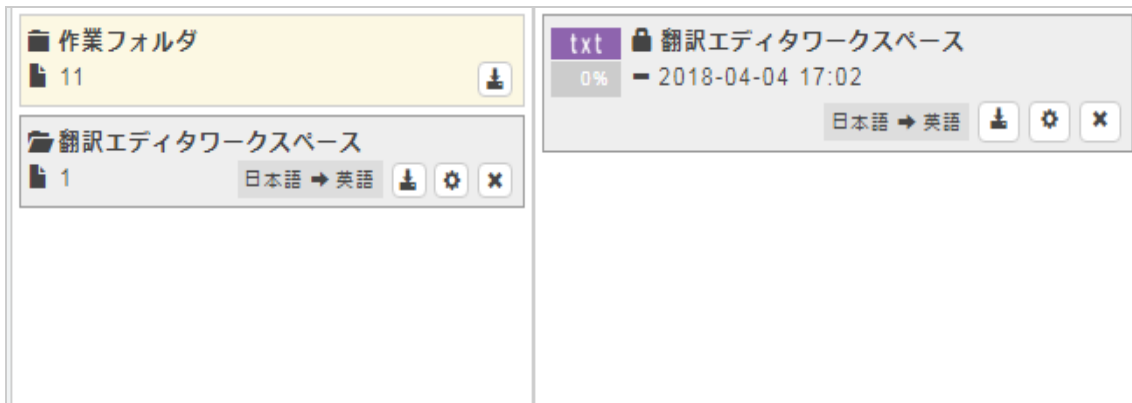 作業フォルダ
11
翻訳エディタワークスペース
1 日本語 ➡ 英語
txt 翻訳エディタワークスペース
0% 2018-04-04 17:02
日本語 ➡ 英語